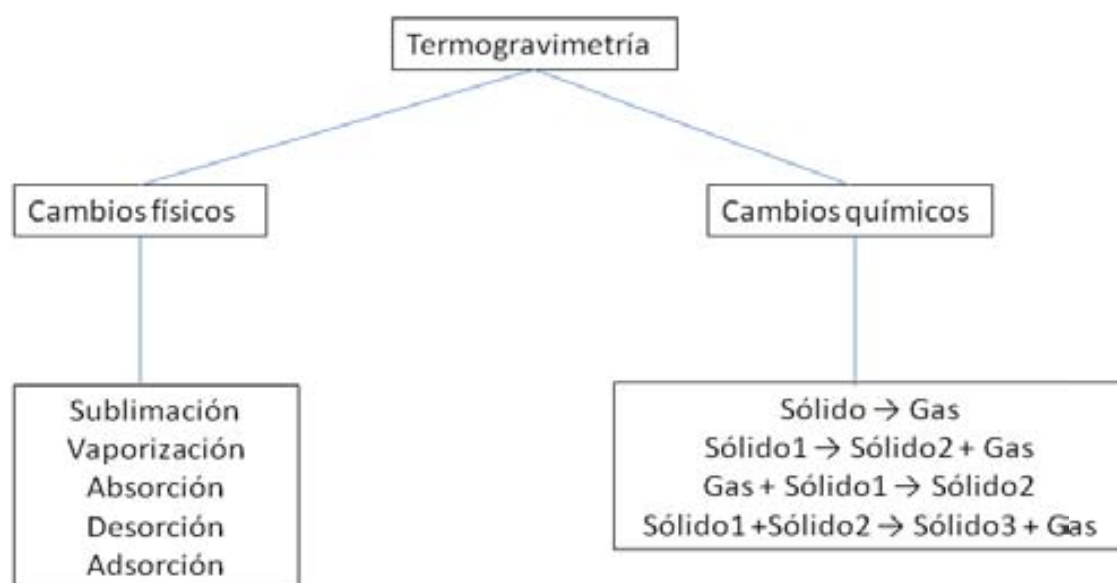 Termogravimetría
Cambios físicos
Cambios químicos
Sublimación
Vaporización
Absorción
Desorción
Adsorción
Sólido → Gas
Sólido1 → Sólido2 + Gas
Gas + Sólido1 → Sólido2
Sólido1 +Sólido2 → Sólido3 + Gas